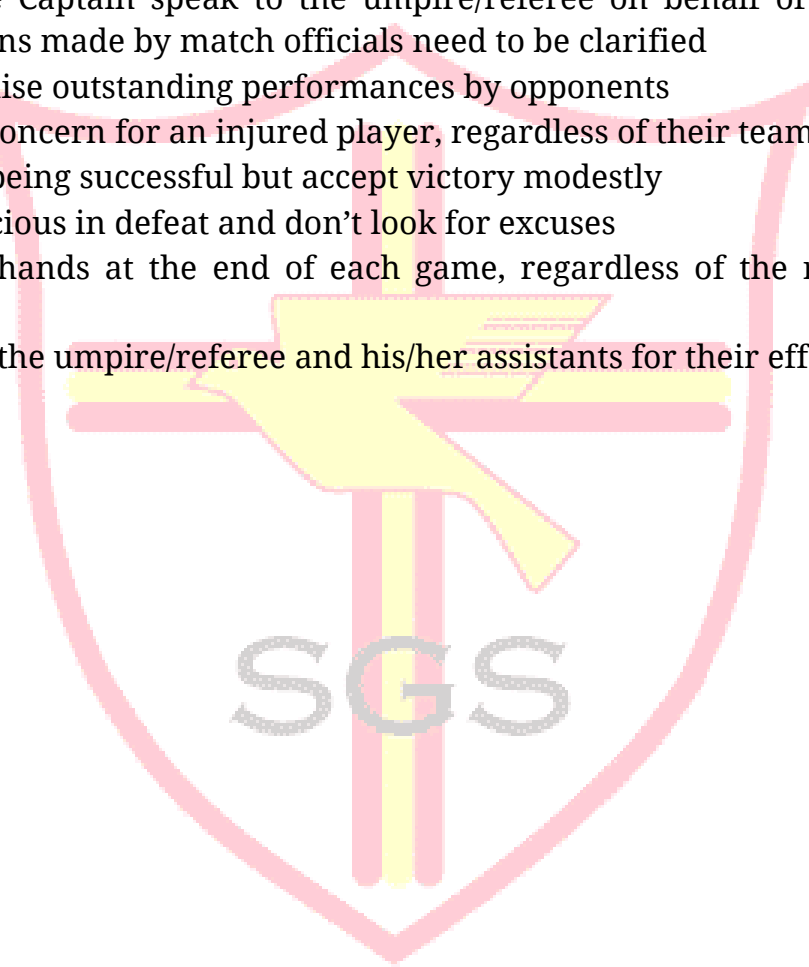 Captain speak to the umpire/referee on behalf of
ns made by match officials need to be clarified
ise outstanding performances by opponents
oncern for an injured player, regardless of their team
being successful but accept victory modestly
cious in defeat and don’t look for excuses
hands at the end of each game, regardless of the
the umpire/referee and his/her assistants for their eff
SGS